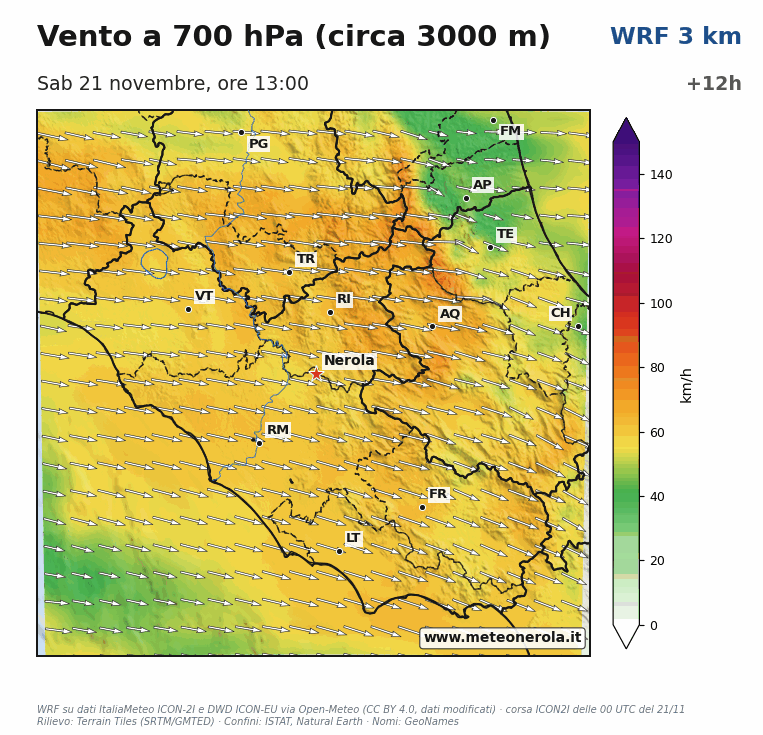 Vento a 700 hPa (circa 3000 m)
WRF 3 km
Sab 21 novembre, ore 13:00
+12h
FM
PG
AP
TE
TR
VT
RI
AQ
CH
Nerola
RM
FR
LT
www.meteonerola.it
140
120
100
80
60
40
20
0
km/h
WRF su dati ItaliaMeteo ICON-2I e DWD ICON-EU via Open-Meteo (CC BY 4.0, dati modificati) · corsa ICON2I delle 00 UTC del 21/11
Rilievo: Terrain Tiles (SRTM/GMTED) · Confini: ISTAT, Natural Earth · Nomi: GeoNames